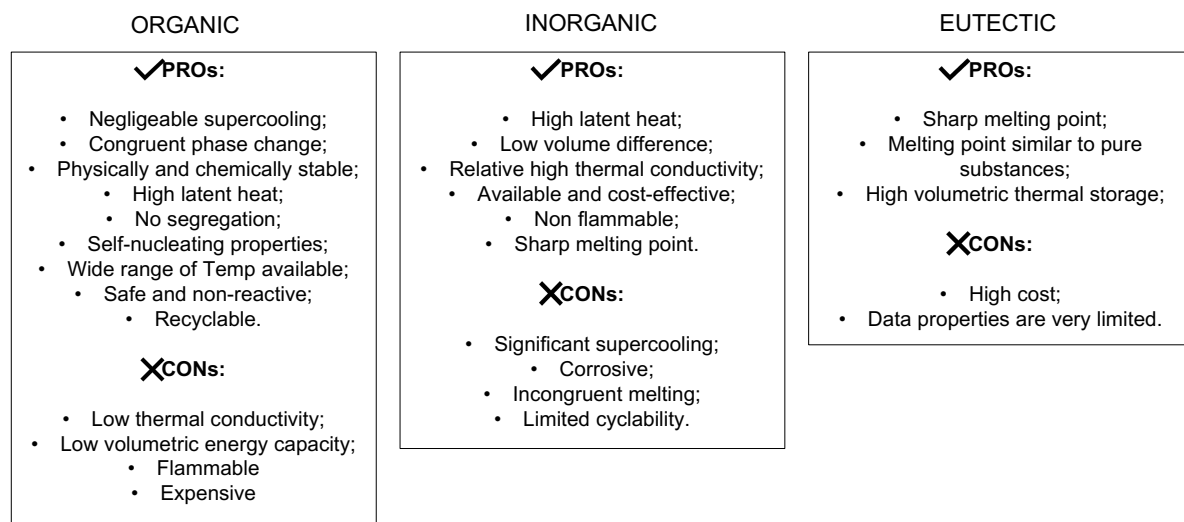 ORGANIC
✓PROs:
• Negligeable supercooling;
• Congruent phase change;
• Physically and chemically stable;
• High latent heat;
• No segregation;
• Self-nucleating properties;
• Wide range of Temp available;
• Safe and non-reactive;
• Recyclable.
✕CONs:
• Low thermal conductivity;
• Low volumetric energy capacity;
• Flammable
• Expensive
INORGANIC
✓PROs:
• High latent heat;
• Low volume difference;
• Relative high thermal conductivity;
• Available and cost-effective;
• Non flammable;
• Sharp melting point.
✕CONs:
• Significant supercooling;
• Corrosive;
• Incongruent melting;
• Limited cyclability.
EUTECTIC
✓PROs:
• Sharp melting point;
• Melting point similar to pure
substances;
• High volumetric thermal storage;
✕CONs:
• High cost;
• Data properties are very limited.